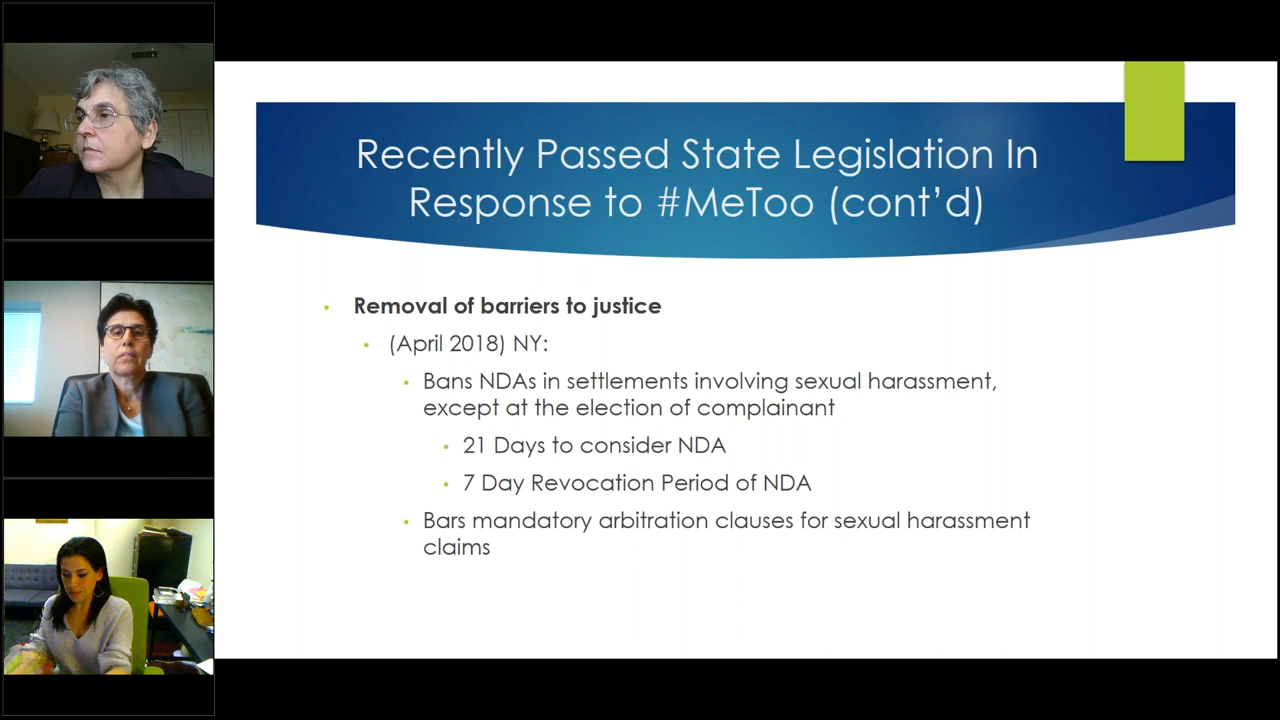 Recently Passed State Legislation In
Response to #MeToo (cont’d)
Removal of barriers to justice
(April 2018) NY:
Bans NDAs in settlements involving sexual harassment,
except at the election of complainant
21 Days to consider NDA
7 Day Revocation Period of NDA
Bars mandatory arbitration clauses for sexual harassment
claims